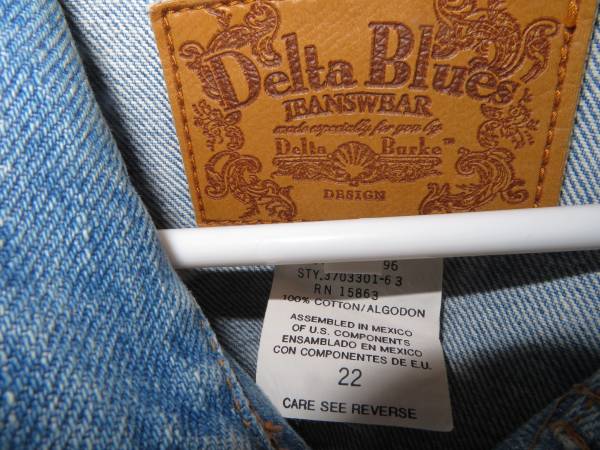 Delta Blues
JEANSWEAR
made especially for you by
Delta Burke™
DESIGN
96
STY.3703301-63
RN 15863
100% COTTON/ALGODON
ASSEMBLED IN MEXICO
OF U.S. COMPONENTS
ENSAMBLADO EN MEXICO
CON COMPONENTES DE E.U.
22
CARE SEE REVERSE